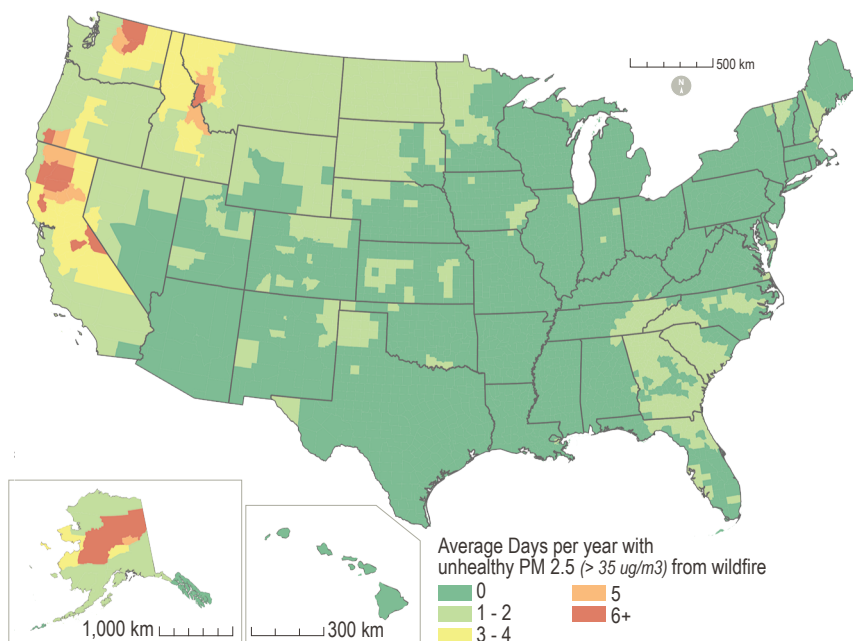 500 km
N
1,000 km
300 km
Average Days per year with
unhealthy PM 2.5 (> 35 ug/m3) from wildfire
0
1 - 2
3 - 4
5
6+